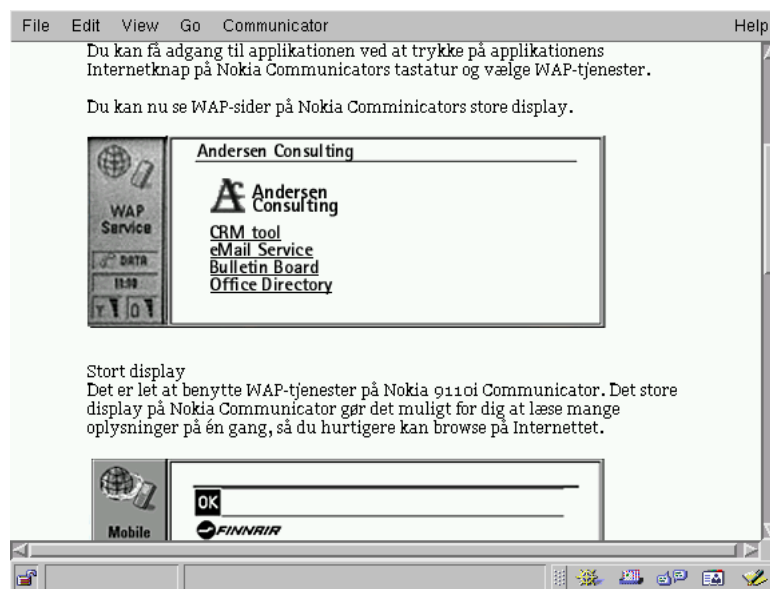 File Edit View Go Communicator Help
Du kan få adgang til applikationen ved at trykke på applikationens
Internetknap på Nokia Communicators tastatur og vælge WAP-tjenester.
Du kan nu se WAP-sider på Nokia Comminicators store display.
Andersen Consulting
Andersen
Consulting
WAP
Service
DATA
11:10
CRM tool
eMail Service
Bulletin Board
Office Directory
Stort display
Det er let at benytte WAP-tjenester på Nokia 9110i Communicator. Det store
display på Nokia Communicator gør det muligt for dig at læse mange
oplysninger på én gang, så du hurtigere kan browse på Internettet.
OK
Mobile
FINNAIR